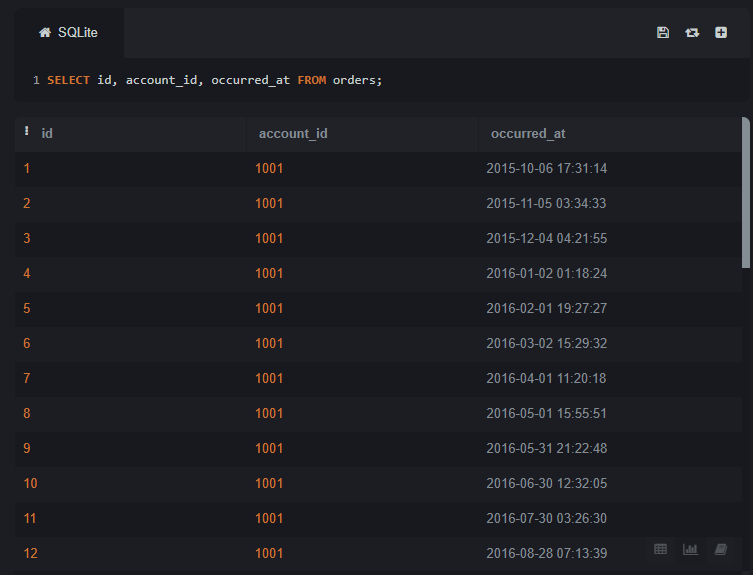 SQLite
1 SELECT id, account_id, occurred_at FROM orders;
id account_id occurred_at
1 1001 2015-10-06 17:31:14
2 1001 2015-11-05 03:34:33
3 1001 2015-12-04 04:21:55
4 1001 2016-01-02 01:18:24
5 1001 2016-02-01 19:27:27
6 1001 2016-03-02 15:29:32
7 1001 2016-04-01 11:20:18
8 1001 2016-05-01 15:55:51
9 1001 2016-05-31 21:22:48
10 1001 2016-06-30 12:32:05
11 1001 2016-07-30 03:26:30
12 1001 2016-08-28 07:13:39